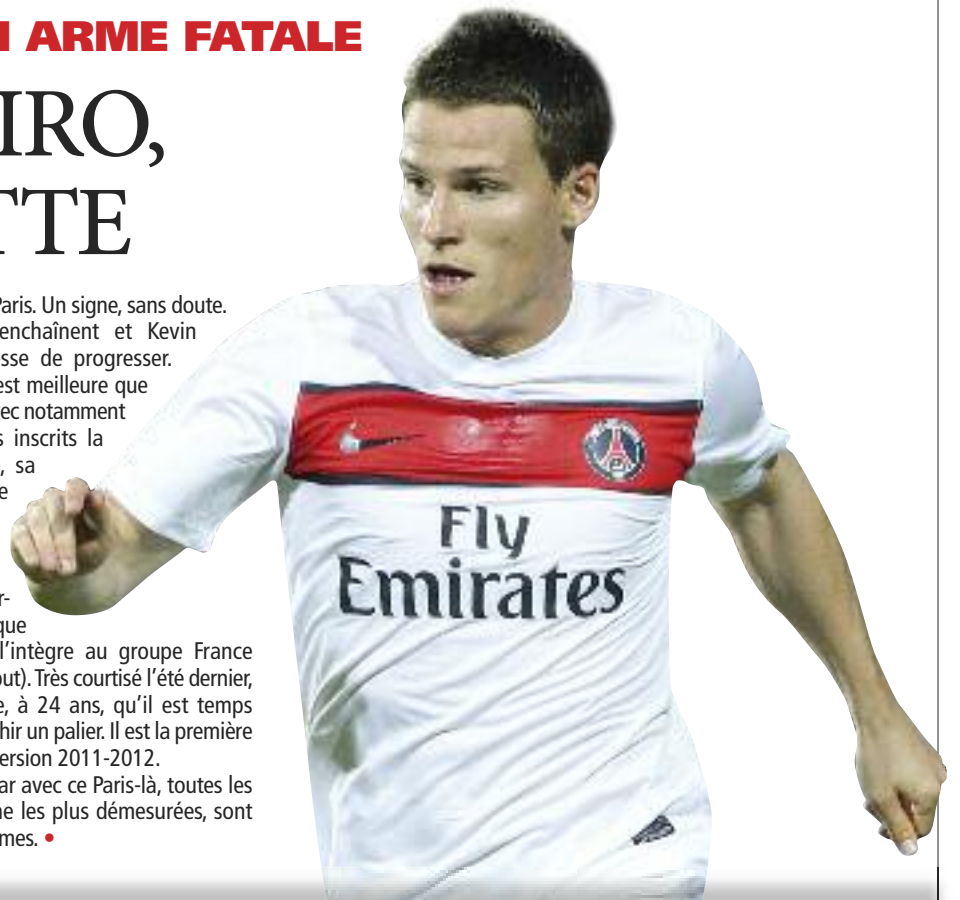 ARME FATALE
IRO,
TTE
Paris. Un signe, sans doute.
enchaînent et Kevin
sse de progresser.
est meilleure que
ec notamment
s inscrits la
, sa
e
r-
que
l’intègre au groupe France
out). Très courtisé l’été dernier,
e, à 24 ans, qu’il est temps
hir un palier. Il est la première
ersion 2011-2012.
ar avec ce Paris-là, toutes les
ne les plus démesurées, sont
mes. •
Fly
Emirates